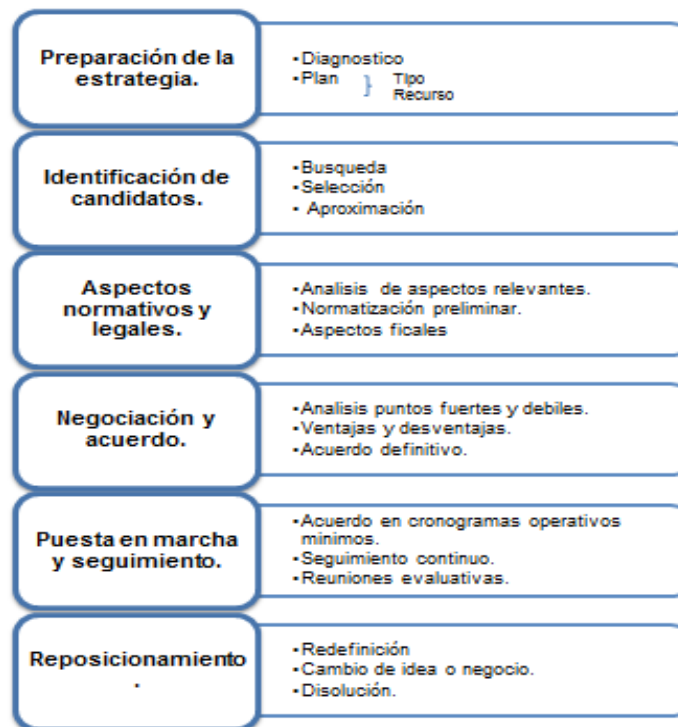 Preparación de la
estrategia.
▪Diagnostico
▪Plan } Tipo
Recurso
Identificación de
candidatos.
▪Busqueda
▪Selección
▪ Aproximación
Aspectos
normativos y
legales.
▪Analisis de aspectos relevantes.
▪Normatización preliminar.
▪Aspectos ficales
Negociación y
acuerdo.
▪Analisis puntos fuertes y debiles.
▪Ventajas y desventajas.
▪Acuerdo definitivo.
Puesta en marcha
y seguimiento.
▪Acuerdo en cronogramas operativos
minimos.
▪Seguimiento continuo.
▪Reuniones evaluativas.
Reposicionamiento
.
▪Redefinición
▪Cambio de idea o negocio.
▪Disolución.